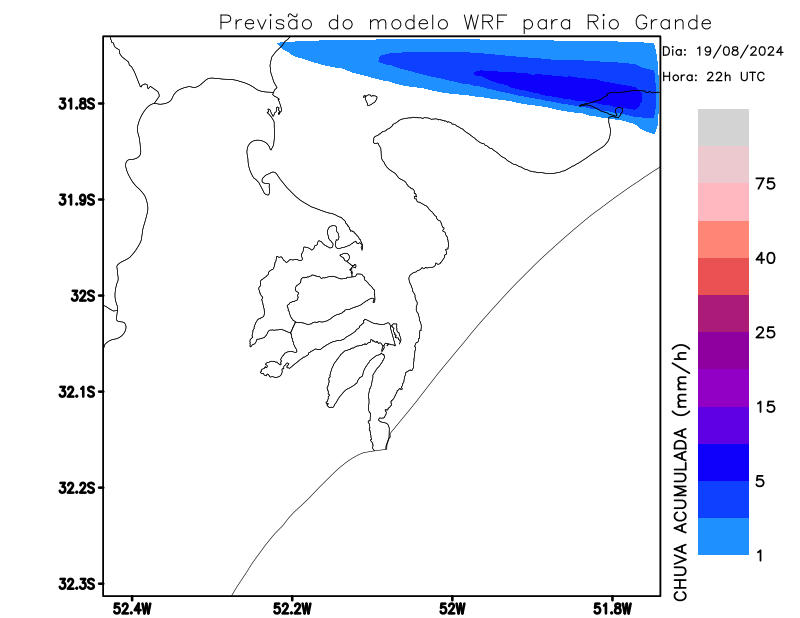 Previsão do modelo WRF para Rio Grande
Dia: 19/08/2024
Hora: 22h UTC
31.8S
31.9S
32S
32.1S
32.2S
32.3S
52.4W
52.2W
52W
51.8W
75
40
25
15
5
1
CHUVA ACUMULADA (mm/h)